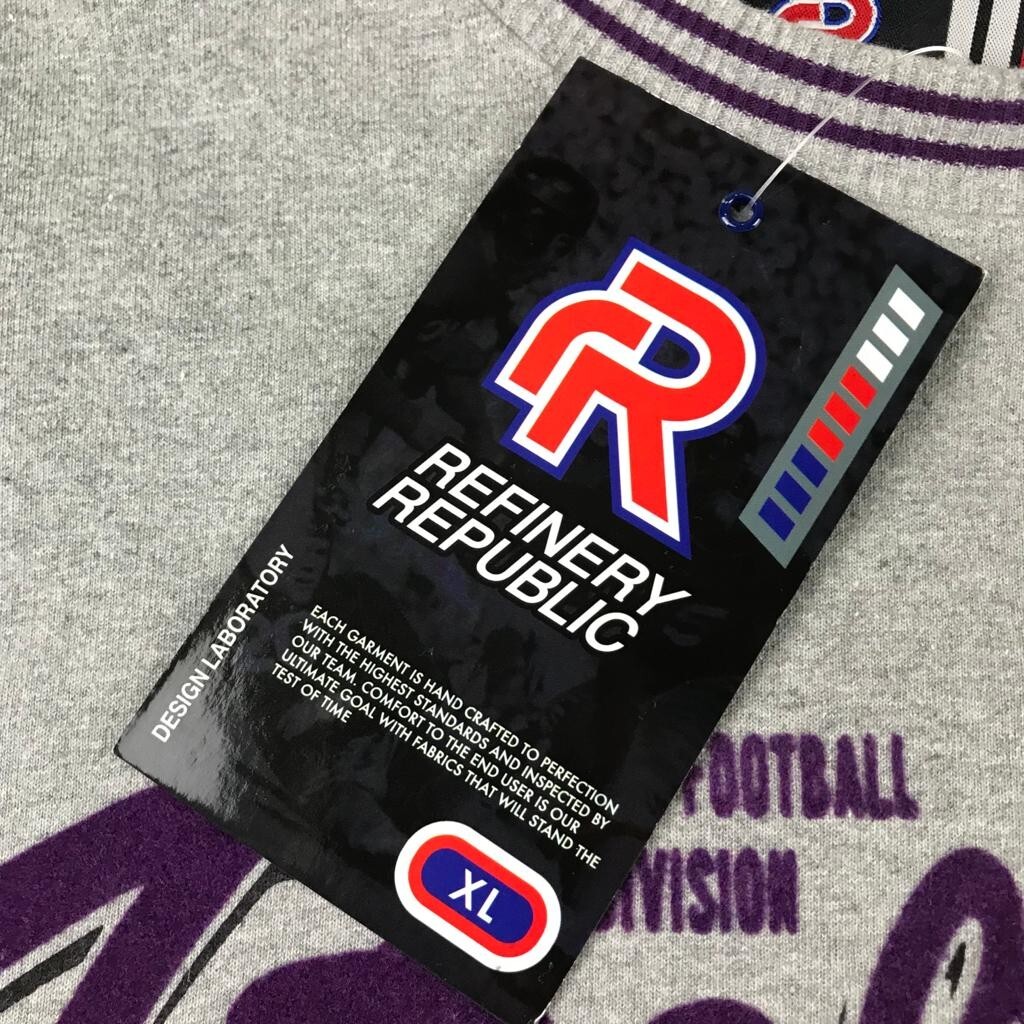 RR
REFINERY
REPUBLIC
DESIGN LABORATORY
EACH GARMENT IS HAND CRAFTED TO PERFECTION
WITH THE HIGHEST STANDARDS AND INSPECTED BY
OUR TEAM. COMFORT TO THE END USER IS OUR
ULTIMATE GOAL WITH FABRICS THAT WILL STAND THE
TEST OF TIME
XL
FOOTBALL
DIVISION